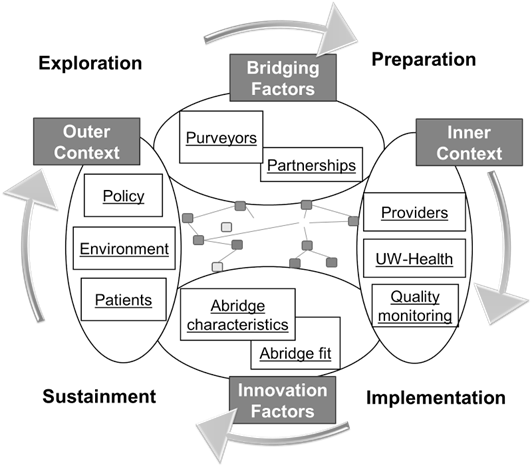 Exploration
Preparation
Bridging
Factors
Outer
Context
Inner
Context
Purveyors
Partnerships
Policy
Environment
Patients
Providers
UW-Health
Quality
monitoring
Abridge
characteristics
Abridge fit
Sustainment
Innovation
Factors
Implementation